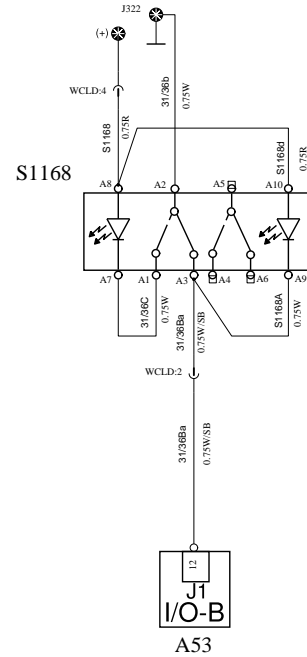 J322
(+)
WCLD:4
31/36b
0.75W
S1168
0.75R
S1168d
0.75R
S1168
A8
A2
A5
A10
A7
A1
A3
A4
A6
A9
31/36C
0.75W
31/36Ba
0.75W/SB
S1168A
0.75W
WCLD:2
31/36Ba
0.75W/SB
12
J1
I/O-B
A53